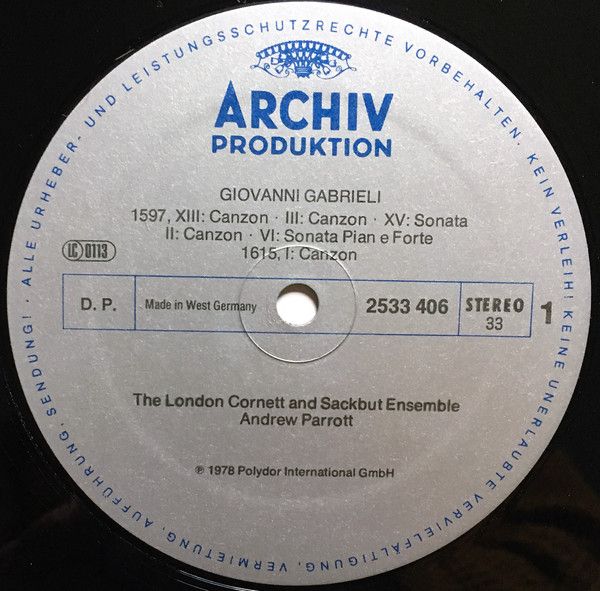 ALLE URHEBER- UND LEISTUNGSSCHUTZRECHTE VORBEHALTEN. KEIN VERLEIH! KEINE UNERLAUBTE VERVIELFÄLTIGUNG, VERMIETUNG, AUFFÜHRUNG, SENDUNG! ·
ARCHIV
PRODUKTION
GIOVANNI GABRIELI
1597, XIII: Canzon · III: Canzon · XV: Sonata
II: Canzon · VI: Sonata Pian e Forte
1615, I: Canzon
LC 0113
D. P. Made in West Germany 2533 406 STEREO 1
33
The London Cornett and Sackbut Ensemble
Andrew Parrott
℗ 1978 Polydor International GmbH